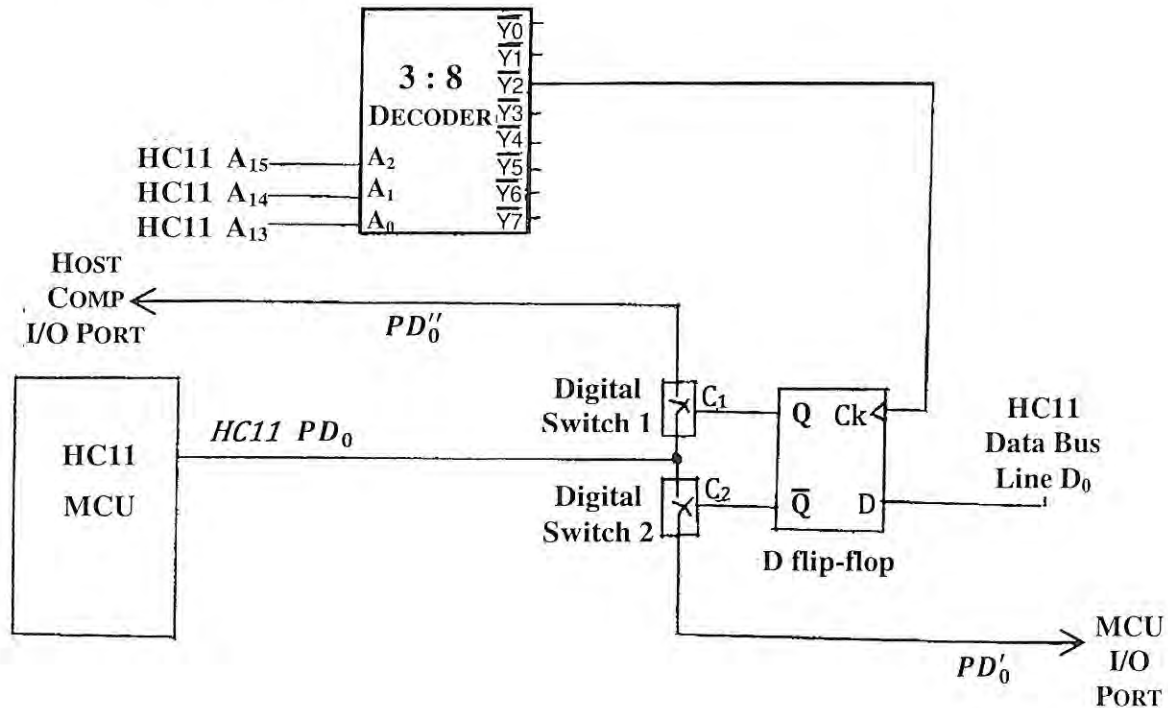 3 : 8
DECODER
Y0
Y1
Y2
Y3
Y4
Y5
Y6
Y7
HC11 A15
A2
HC11 A14
A1
HC11 A13
A0
HOST
COMP
I/O PORT
PD0''
Digital
Switch 1
C1
Q
Ck
HC11
Data Bus
Line D0
HC11 PD0
HC11
MCU
Digital
Switch 2
C2
Q
D
D flip-flop
MCU
I/O
PORT
PD0'